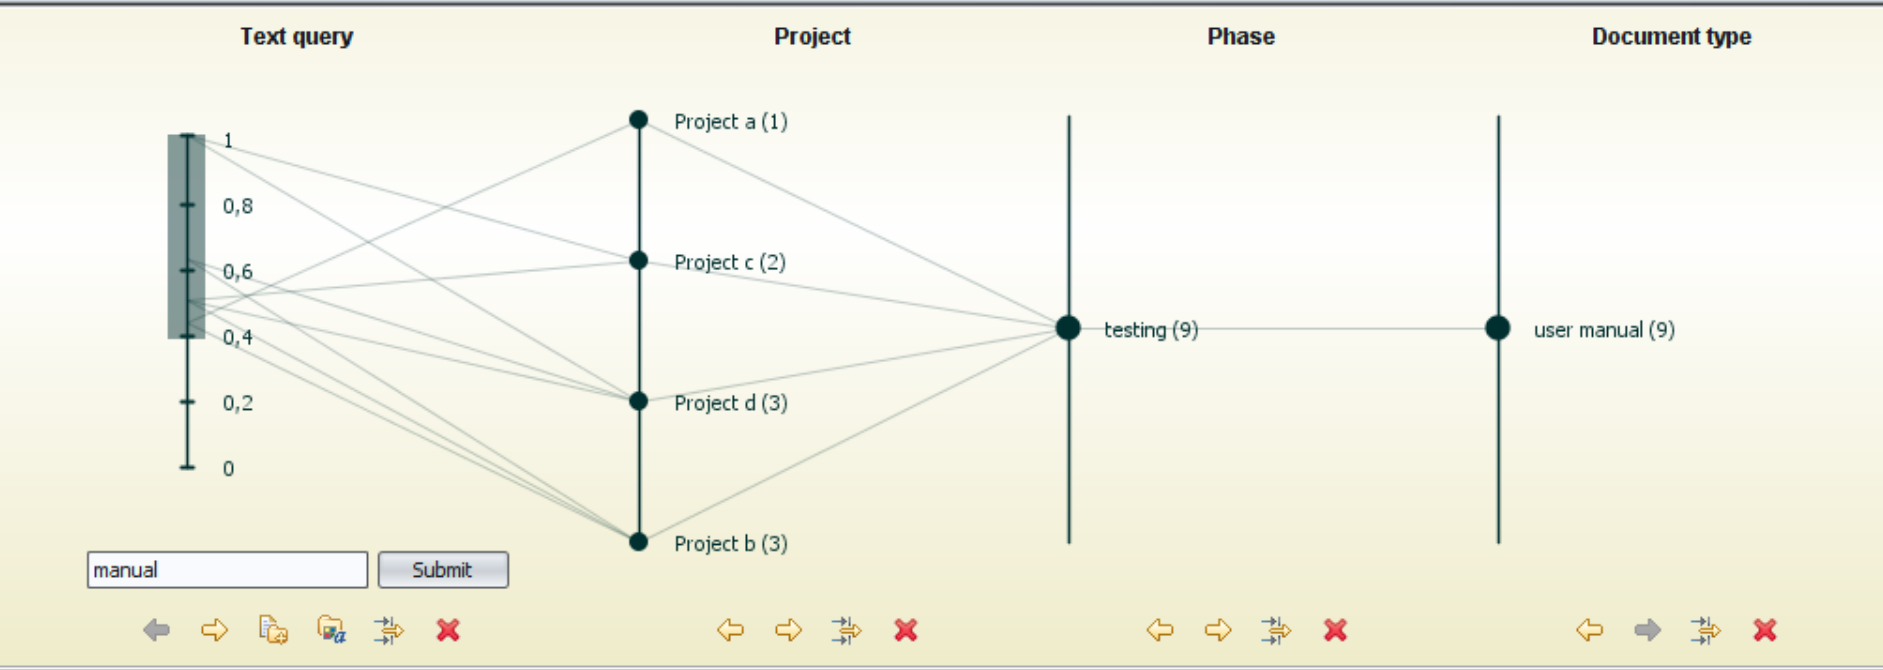 Text query
Project
Phase
Document type
1
0,8
0,6
0,4
0,2
0
Project a (1)
Project c (2)
Project d (3)
Project b (3)
testing (9)
user manual (9)
manual
Submit